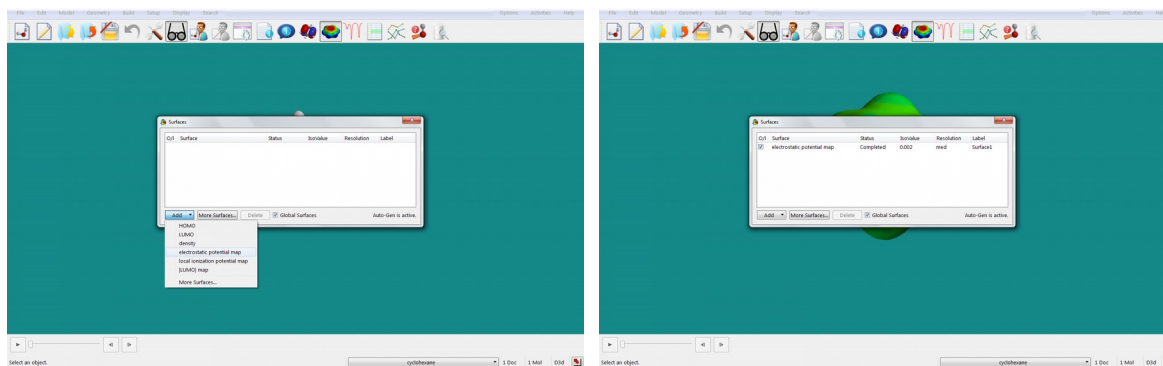 File Edit Model Geometry Build Setup Display Search Options Activities Help
Surfaces
O/I Surface Status IsoValue Resolution Label
Add More Surfaces... Delete Global Surfaces Auto-Gen is active.
HOMO
LUMO
density
electrostatic potential map
local ionization potential map
|LUMO| map
More Surfaces...
Select an object. cyclohexane 1 Doc 1 Mol D3d
File Edit Model Geometry Build Setup Display Search Options Activities
Surfaces
O/I Surface Status IsoValue Resolution Label
electrostatic potential map Completed 0.002 med Surface1
Add More Surfaces... Delete Global Surfaces Auto-Gen is active.
Select an object. cyclohexane 1 Doc 1 Mol D3d